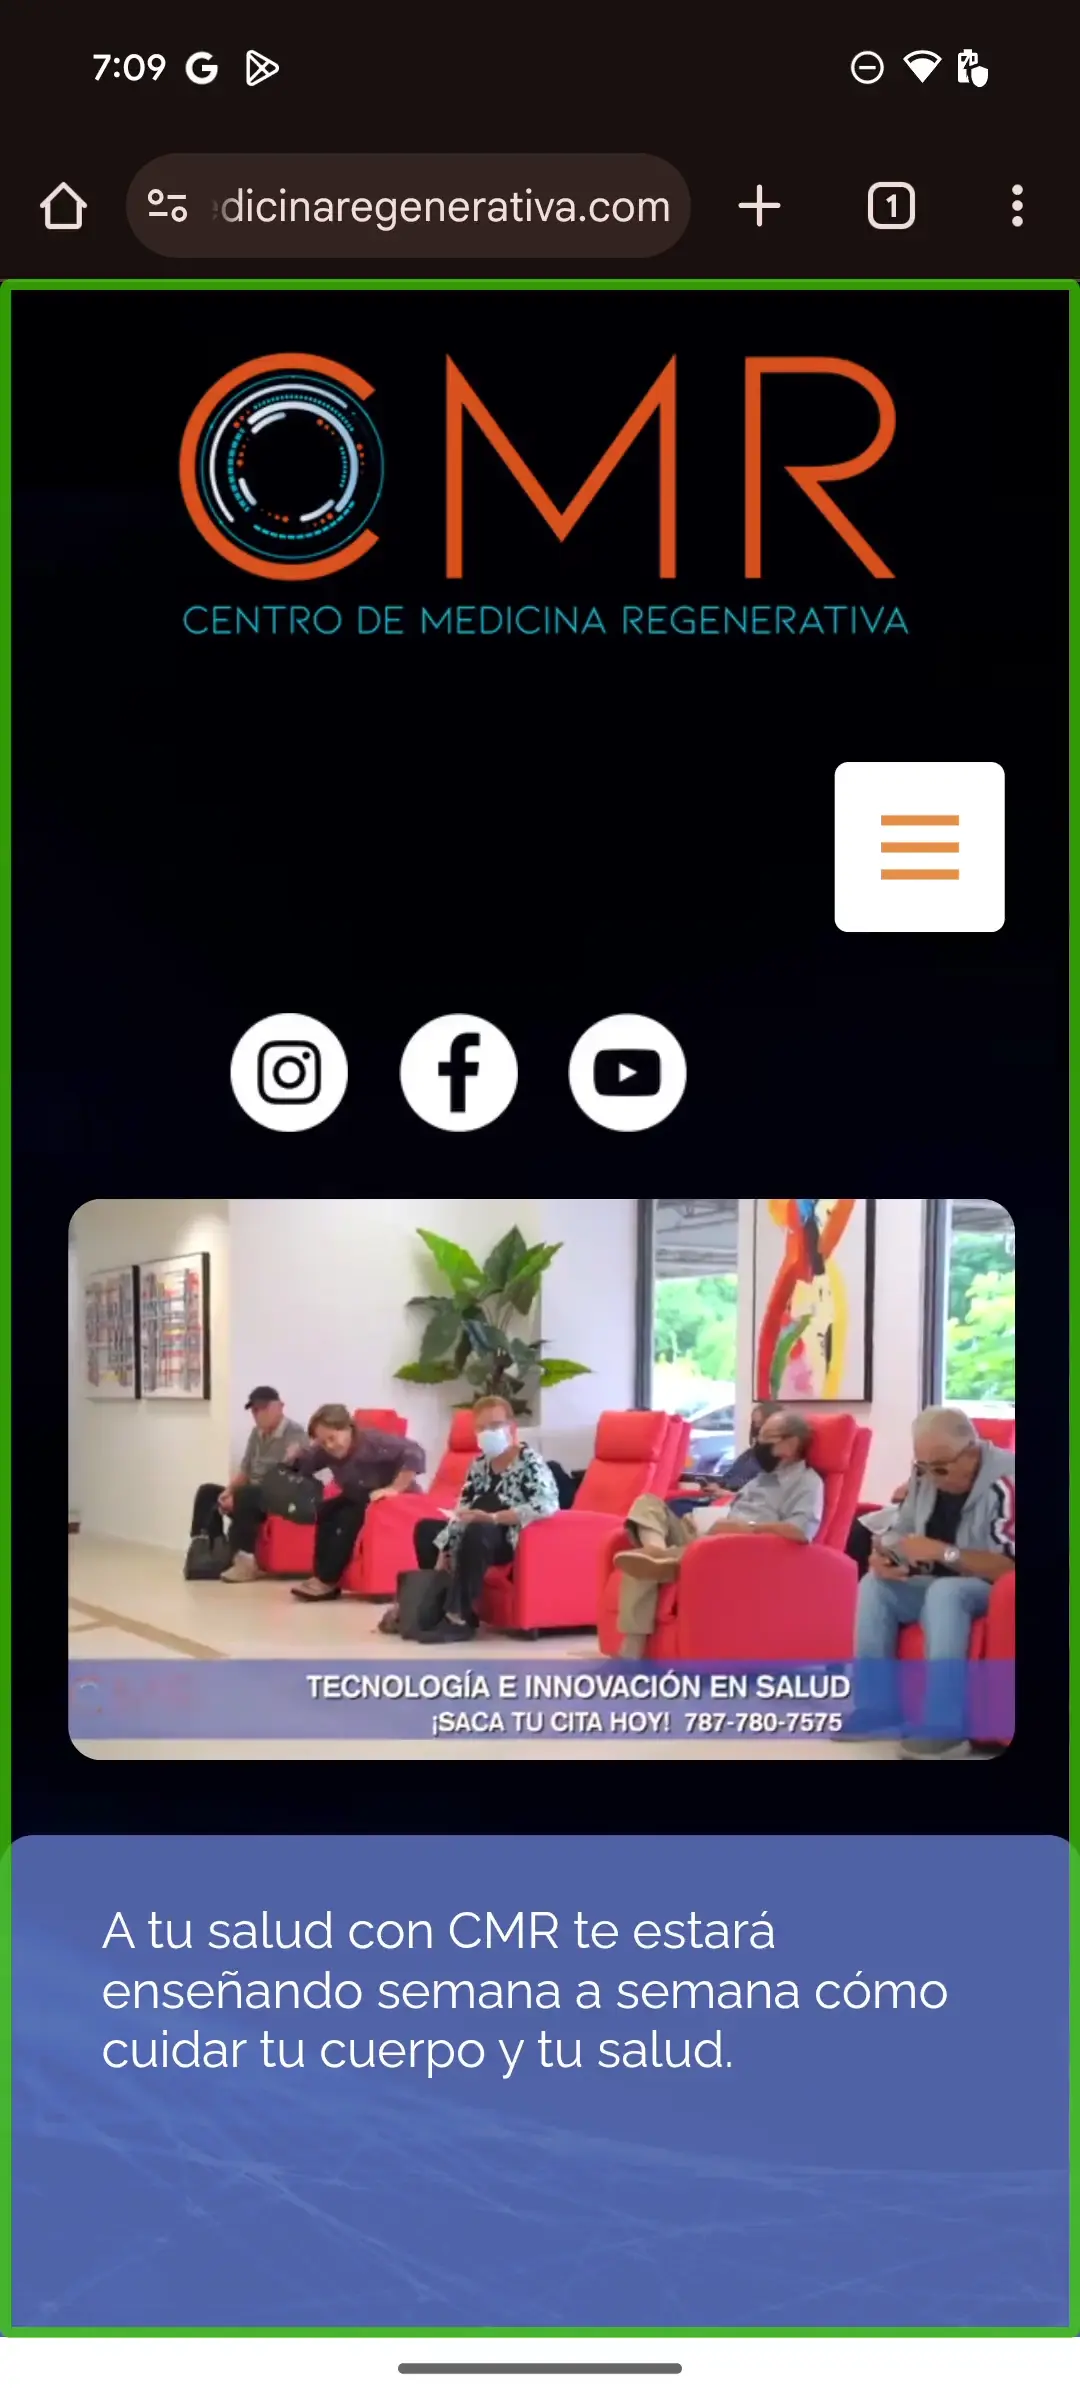 7:09
dicinaregenerativa.com
1
CMR
CENTRO DE MEDICINA REGENERATIVA
TECNOLOGÍA E INNOVACIÓN EN SALUD
¡SACA TU CITA HOY! 787-780-7575
A tu salud con CMR te estará
enseñando semana a semana cómo
cuidar tu cuerpo y tu salud.